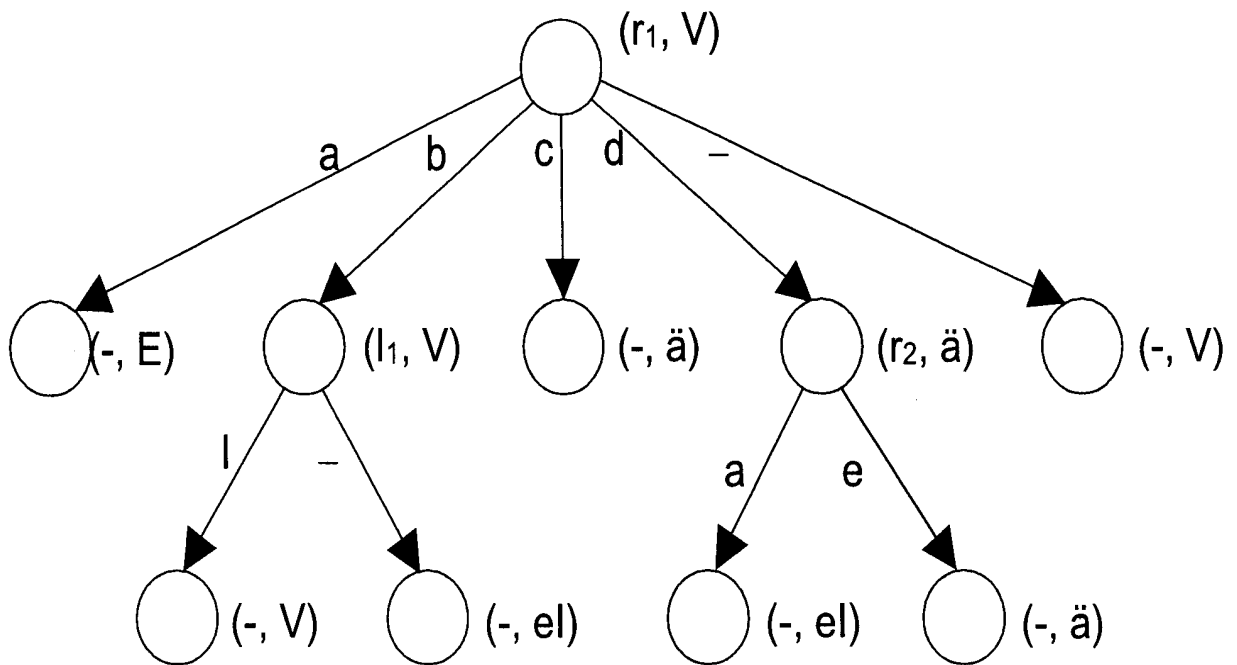 (r₁, V)
a b c d –
(-, E) (l₁, V) (-, ä) (r₂, ä) (-, V)
l – a e
(-, V) (-, el) (-, el) (-, ä)